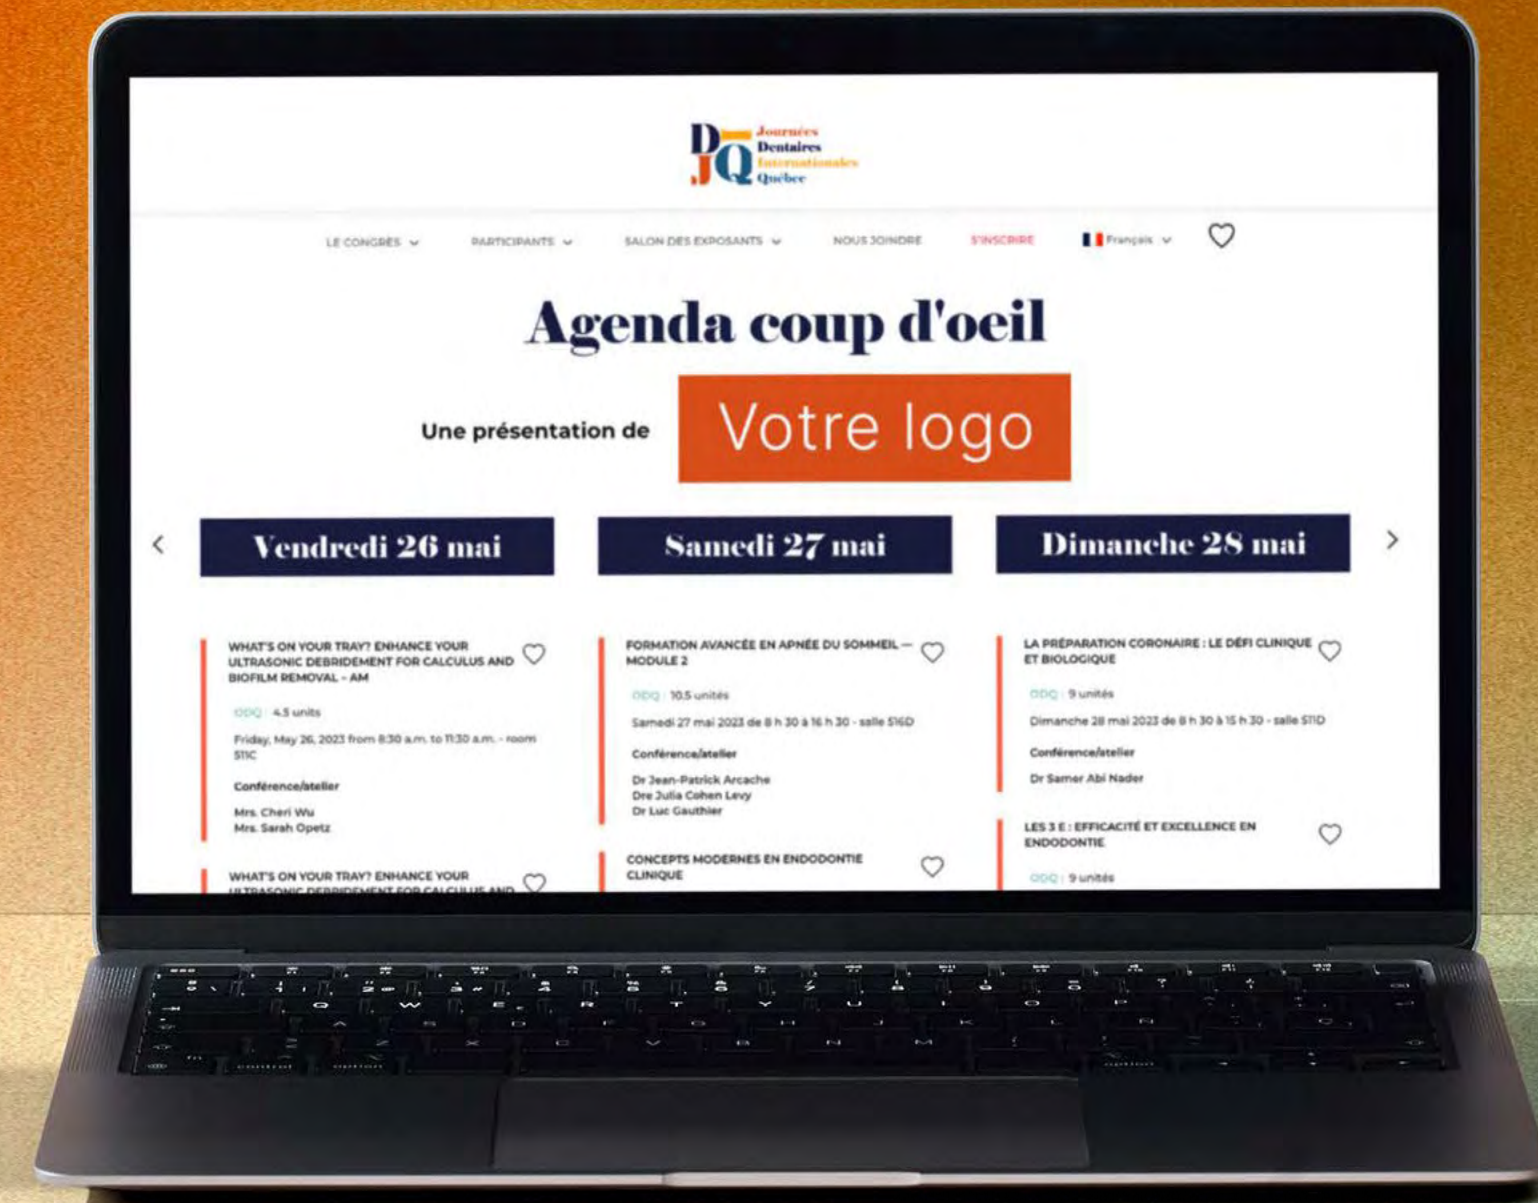 Journées
Dentaires
Internationales
Québec
LE CONGRÈS
PARTICIPANTS
SALON DES EXPOSANTS
NOUS JOINDRE
S'INSCRIRE
Français
Agenda coup d'oeil
Une présentation de
Votre logo
Vendredi 26 mai
WHAT'S ON YOUR TRAY? ENHANCE YOUR
ULTRASONIC DEBRIDEMENT FOR CALCULUS AND
BIOFILM REMOVAL - AM
ODQ : 4.5 units
Friday, May 26, 2023 from 8:30 a.m. to 11:30 a.m. - room
511C
Conférence/atelier
Mrs. Cheri Wu
Mrs. Sarah Opetz
WHAT'S ON YOUR TRAY? ENHANCE YOUR
ULTRASONIC DEBRIDEMENT FOR CALCULUS AND
Samedi 27 mai
FORMATION AVANCÉE EN APNÉE DU SOMMEIL —
MODULE 2
ODQ : 10.5 unités
Samedi 27 mai 2023 de 8 h 30 à 16 h 30 - salle 516D
Conférence/atelier
Dr Jean-Patrick Arcache
Dre Julia Cohen Levy
Dr Luc Gauthier
CONCEPTS MODERNES EN ENDODONTIE
CLINIQUE
Dimanche 28 mai
LA PRÉPARATION CORONAIRE : LE DÉFI CLINIQUE
ET BIOLOGIQUE
ODQ : 9 unités
Dimanche 28 mai 2023 de 8 h 30 à 15 h 30 - salle 511D
Conférence/atelier
Dr Samer Abi Nader
LES 3 E : EFFICACITÉ ET EXCELLENCE EN
ENDODONTIE
ODQ : 9 unités